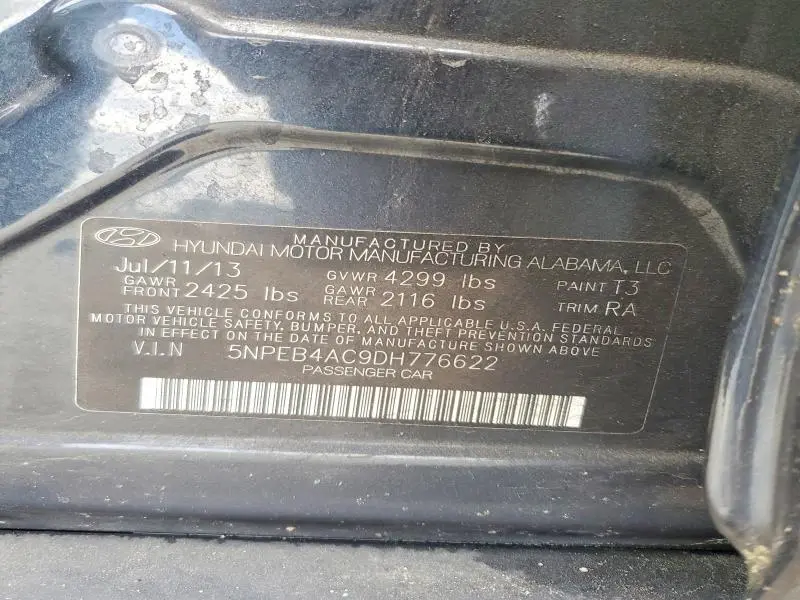 MANUFACTURED BY
HYUNDAI MOTOR MANUFACTURING ALABAMA, LLC
Jul/11/13 GVWR 4299 lbs PAINT T3
GAWR FRONT 2425 lbs GAWR REAR 2116 lbs TRIM RA
THIS VEHICLE CONFORMS TO ALL APPLICABLE U.S.A. FEDERAL
MOTOR VEHICLE SAFETY, BUMPER, AND THEFT PREVENTION STANDARDS
IN EFFECT ON THE DATE OF MANUFACTURE SHOWN ABOVE.
V.I.N 5NPEB4AC9DH776622
PASSENGER CAR